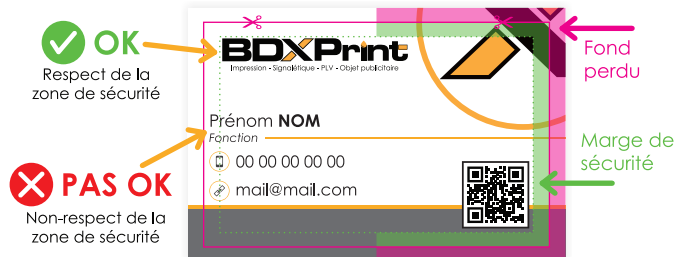 OK
Respect de la
zone de sécurité
BDXPrint
Impression - Signalétique - PLV - Objet publicitaire
Fond
perdu
Prénom NOM
Fonction
00 00 00 00 00
mail@mail.com
Marge de
sécurité
PAS OK
Non-respect de la
zone de sécurité